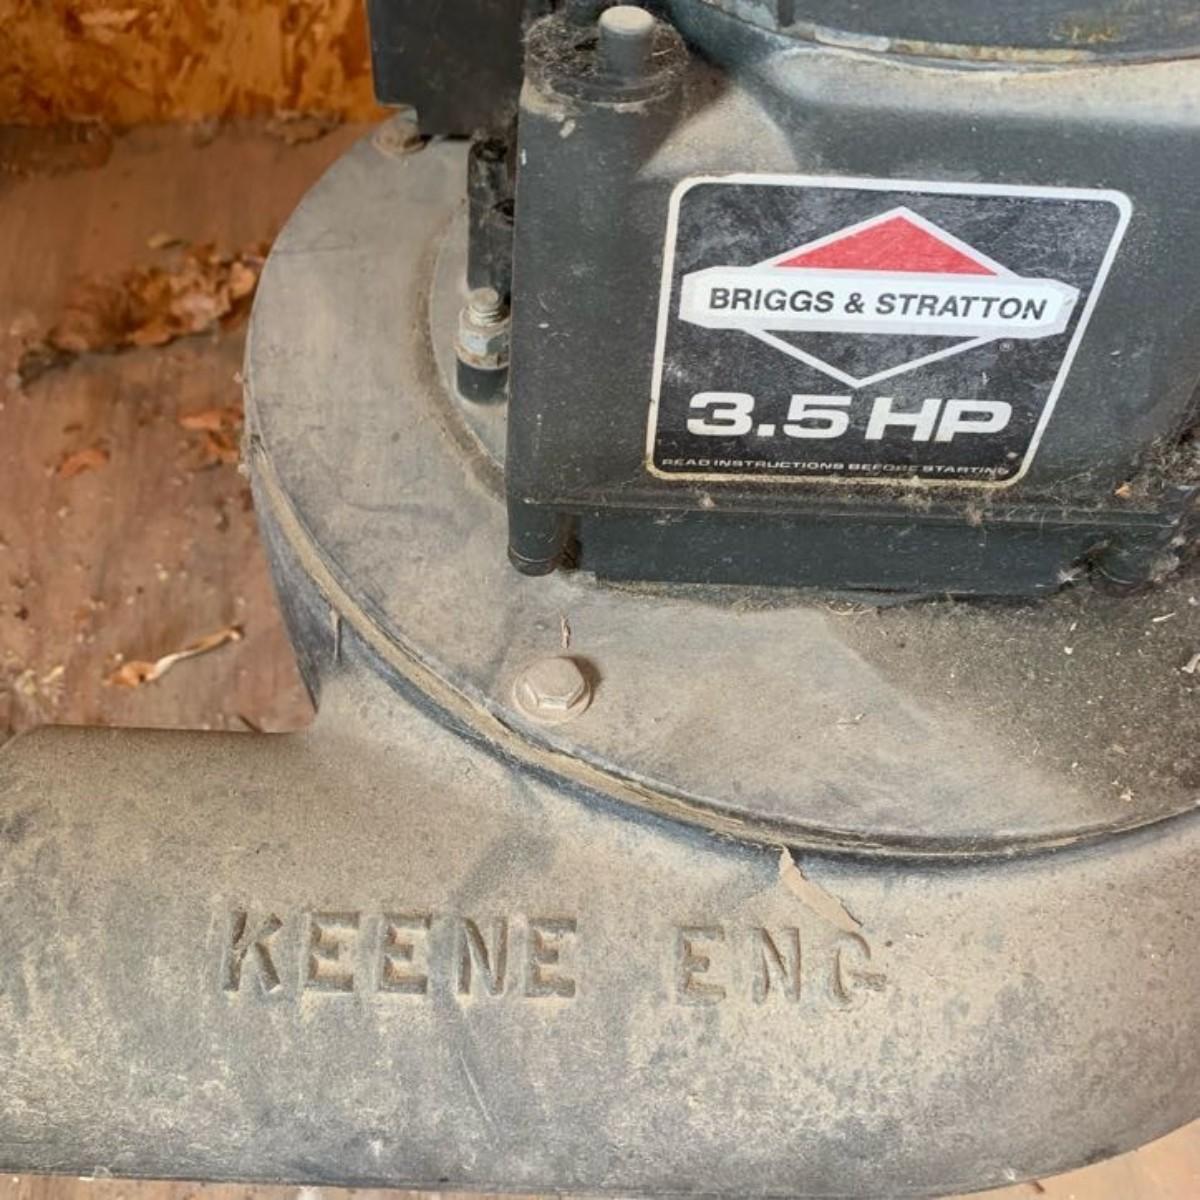 BRIGGS & STRATTON
®
3.5 HP
READ INSTRUCTIONS BEFORE STARTING
KEENE ENG